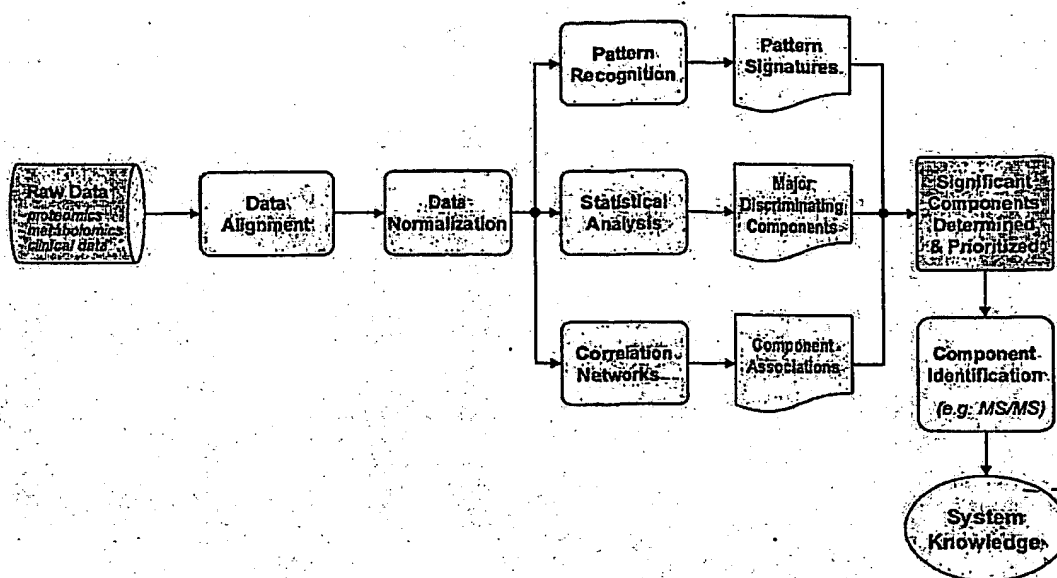 Raw Data
proteomics
metabolomics
clinical data
Data
Alignment
Data
Normalization
Pattern
Recognition
Pattern
Signatures
Statistical
Analysis
Major
Discriminating
Components
Correlation
Networks
Component
Associations
Significant
Components
Determined
& Prioritized
Component
Identification
(e.g. MS/MS)
System
Knowledge